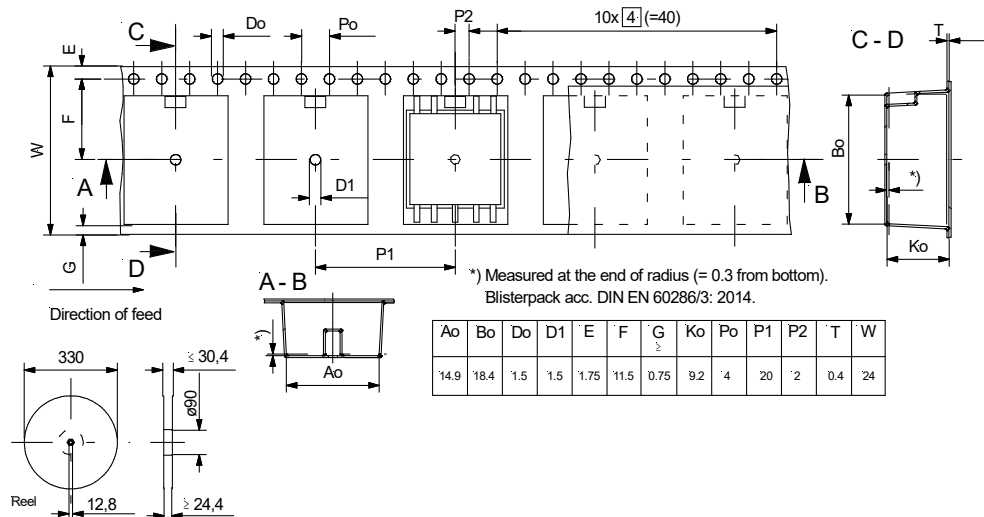 C Do Po P2 10x 4 (=40) C - D T
E
F
W
A D1 B Bo *)
G D P1 Ko
*) Measured at the end of radius (= 0.3 from bottom).
Blisterpack acc. DIN EN 60286/3: 2014.
Direction of feed
A - B
*)
Ao
Ao Bo Do D1 E F G ≥ Ko Po P1 P2 T W
14.9 18.4 1.5 1.5 1.75 11.5 0.75 9.2 4 20 2 0.4 24
330 ≤ 30,4
ø90
Reel 12,8 ≥ 24,4